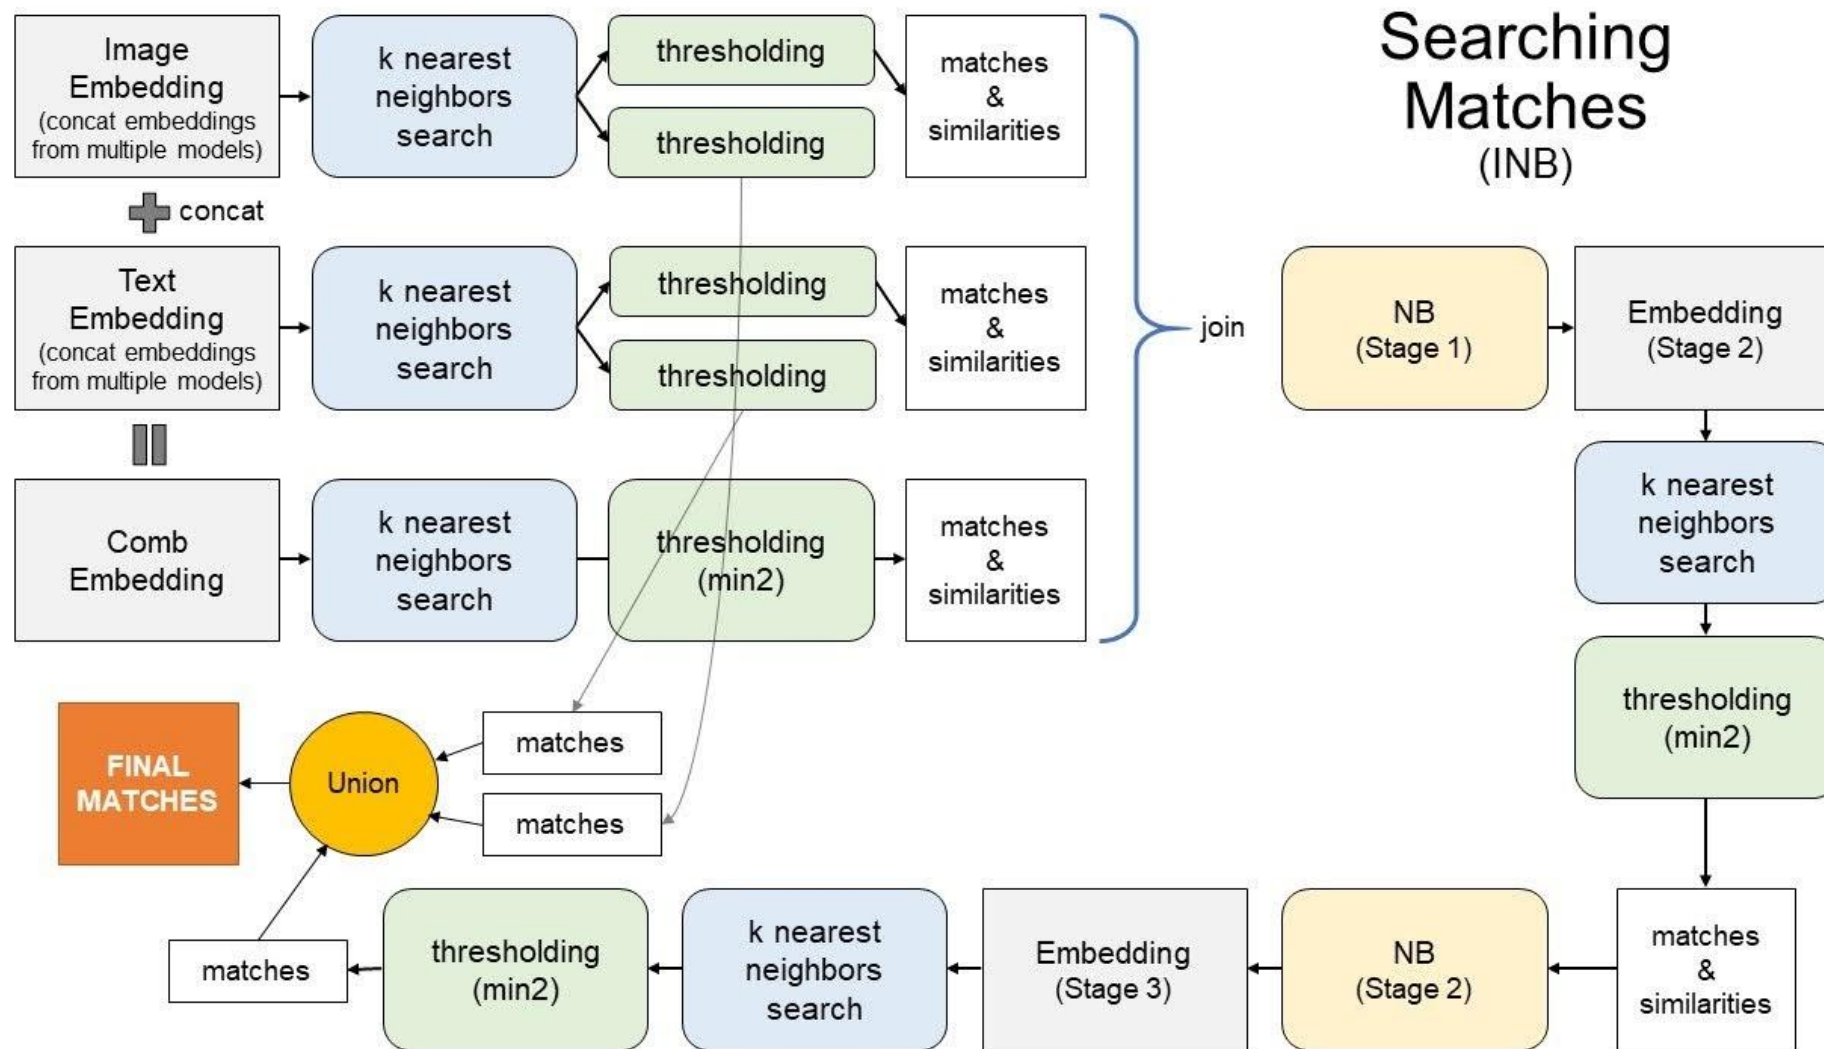 Searching
Matches
(INB)
Image
Embedding
(concat embeddings
from multiple models)
k nearest
neighbors
search
thresholding
thresholding
matches
&
similarities
concat
Text
Embedding
(concat embeddings
from multiple models)
k nearest
neighbors
search
thresholding
thresholding
matches
&
similarities
join
NB
(Stage 1)
Embedding
(Stage 2)
Comb
Embedding
k nearest
neighbors
search
thresholding
(min2)
matches
&
similarities
k nearest
neighbors
search
thresholding
(min2)
FINAL
MATCHES
Union
matches
matches
matches
thresholding
(min2)
k nearest
neighbors
search
Embedding
(Stage 3)
NB
(Stage 2)
matches
&
similarities